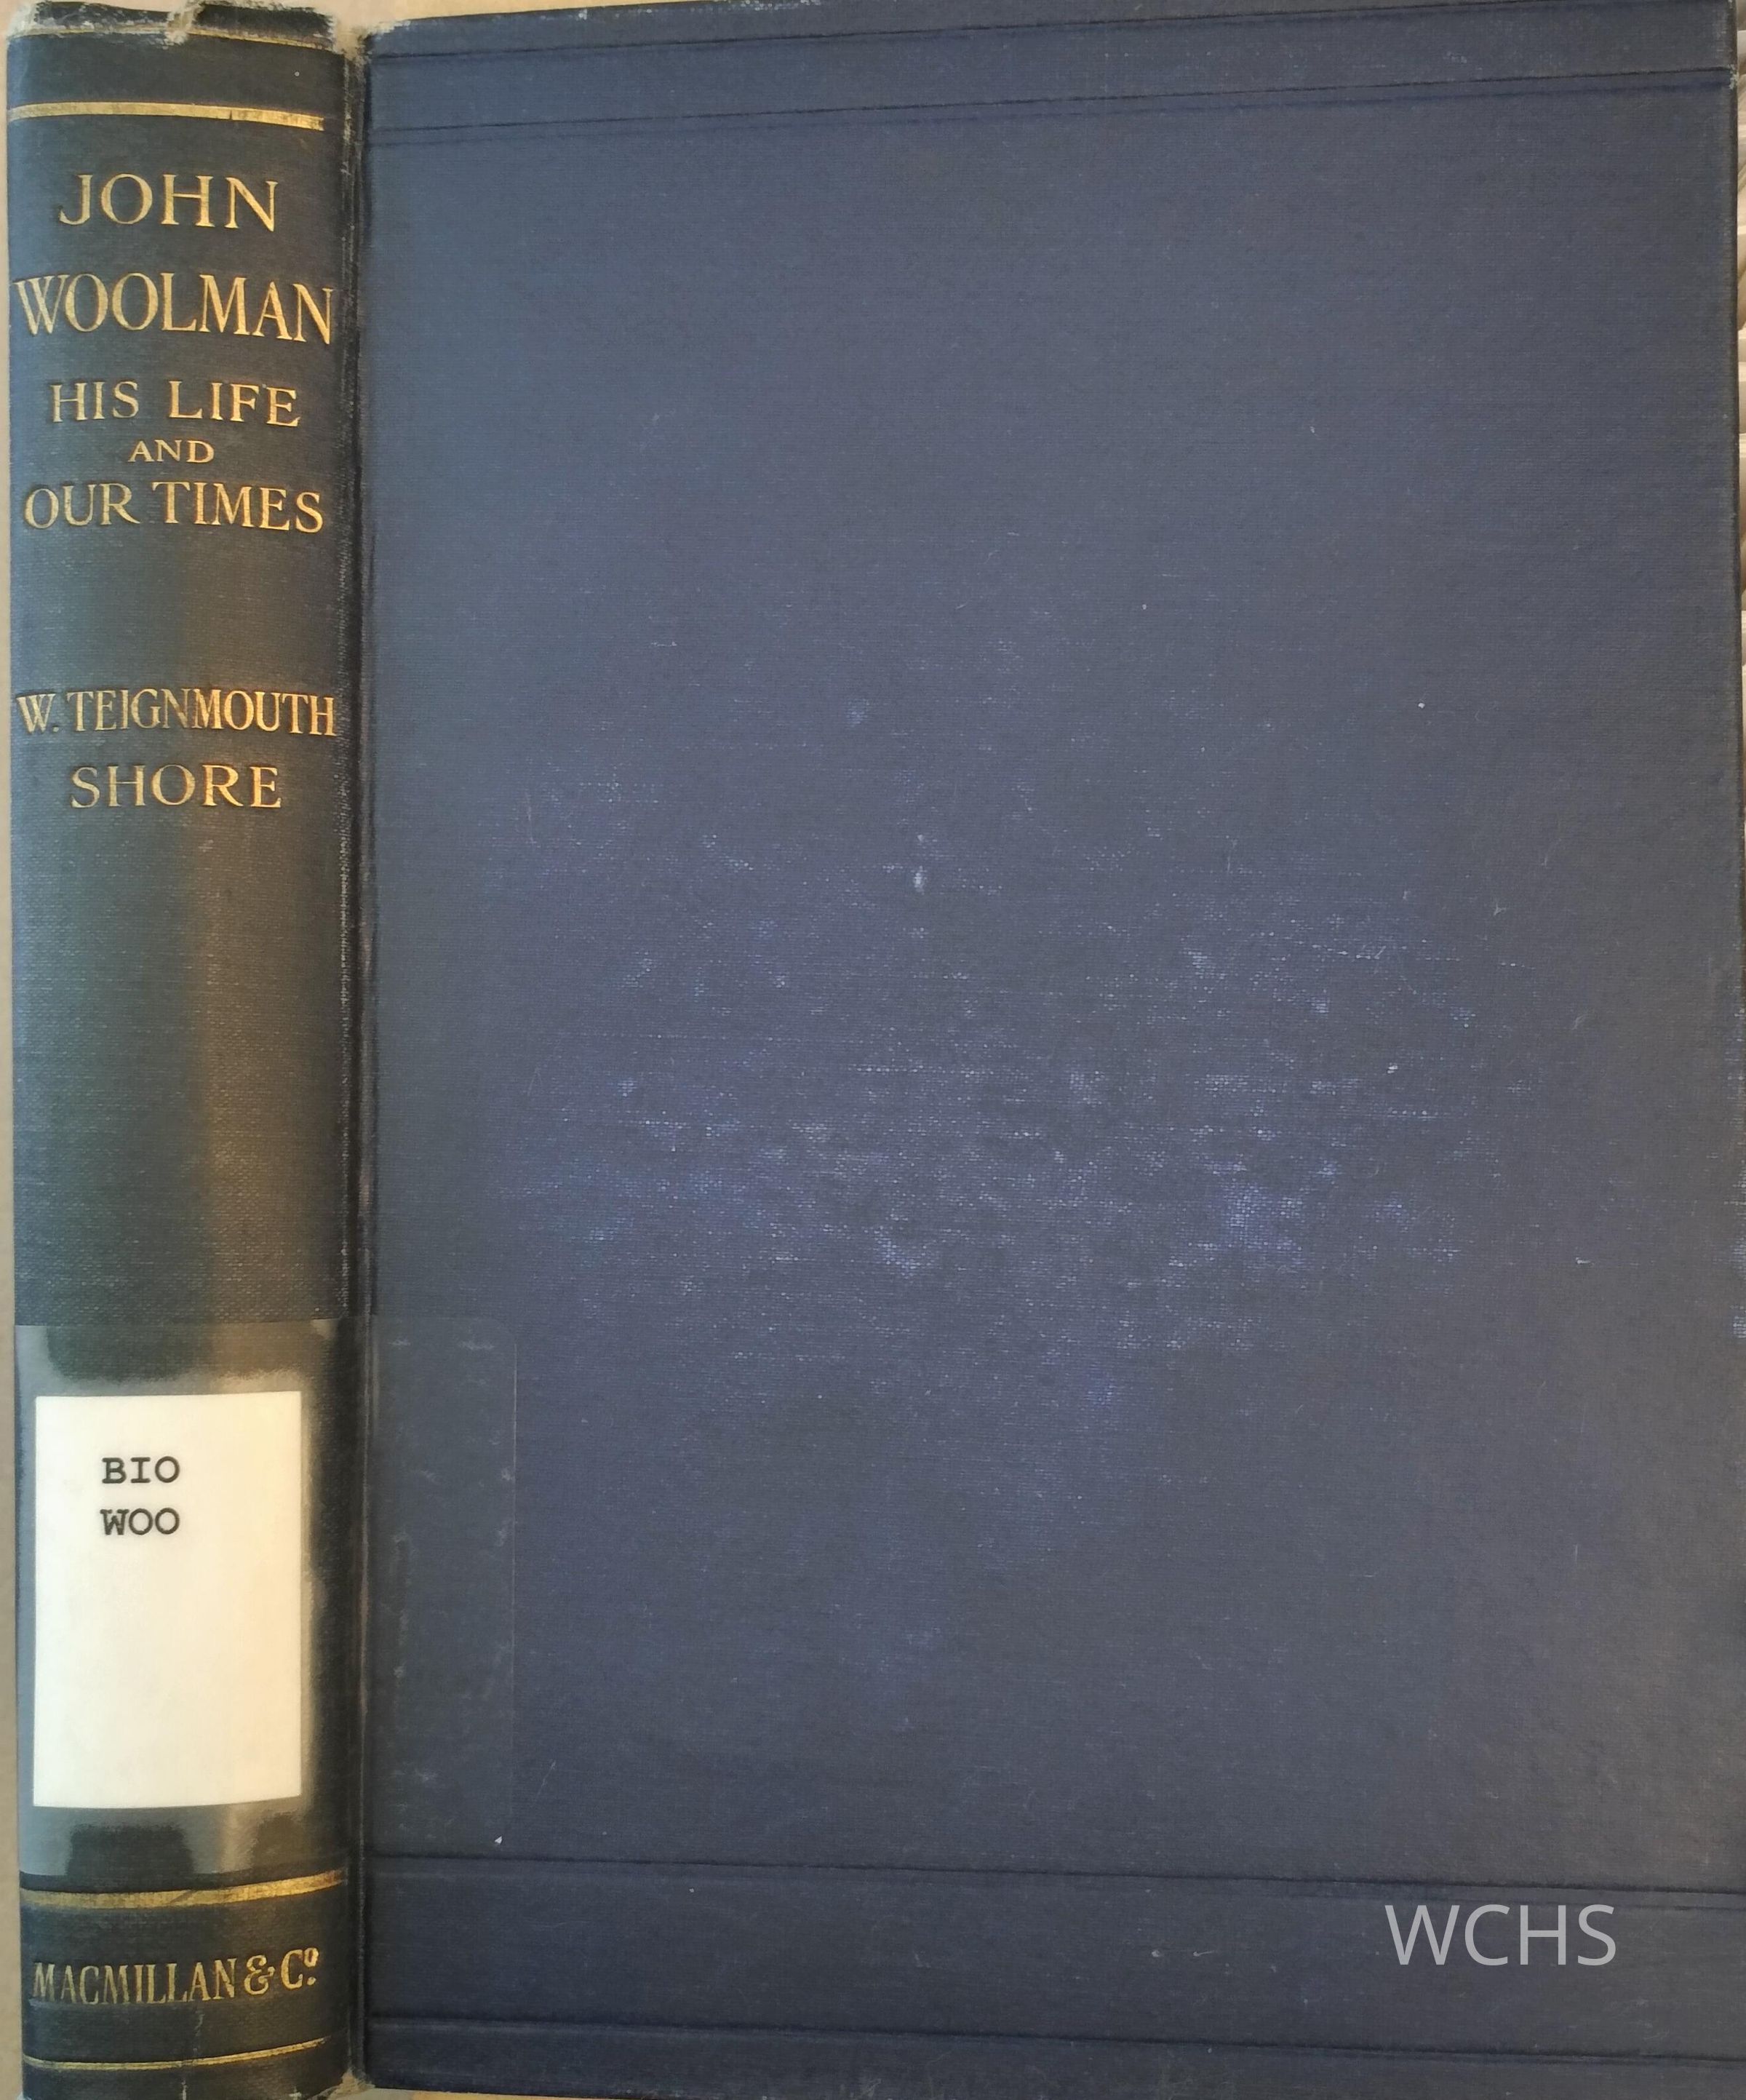 JOHN
WOOLMAN
HIS LIFE
AND
OUR TIMES
W. TEIGNMOUTH
SHORE
BIO
WOO
MACMILLAN & Cº.
WCHS